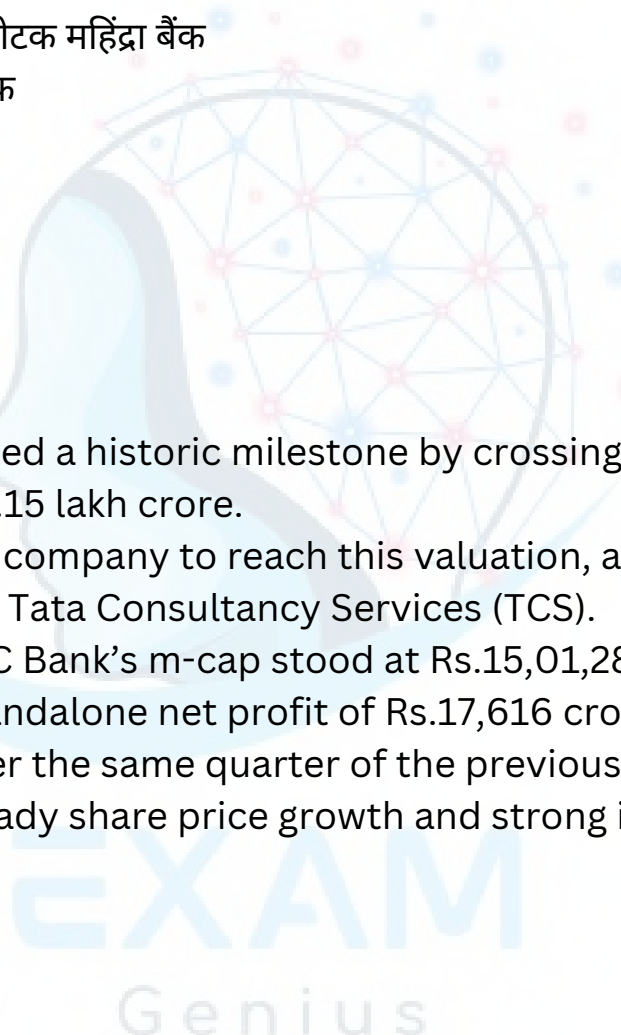 ोटक महिंद्रा बैंक
क
ed a historic milestone by crossing
.15 lakh crore.
company to reach this valuation, a
Tata Consultancy Services (TCS).
C Bank’s m-cap stood at Rs.15,01,28
ndalone net profit of Rs.17,616 cro
er the same quarter of the previous
ady share price growth and strong i
EXAM
Genius